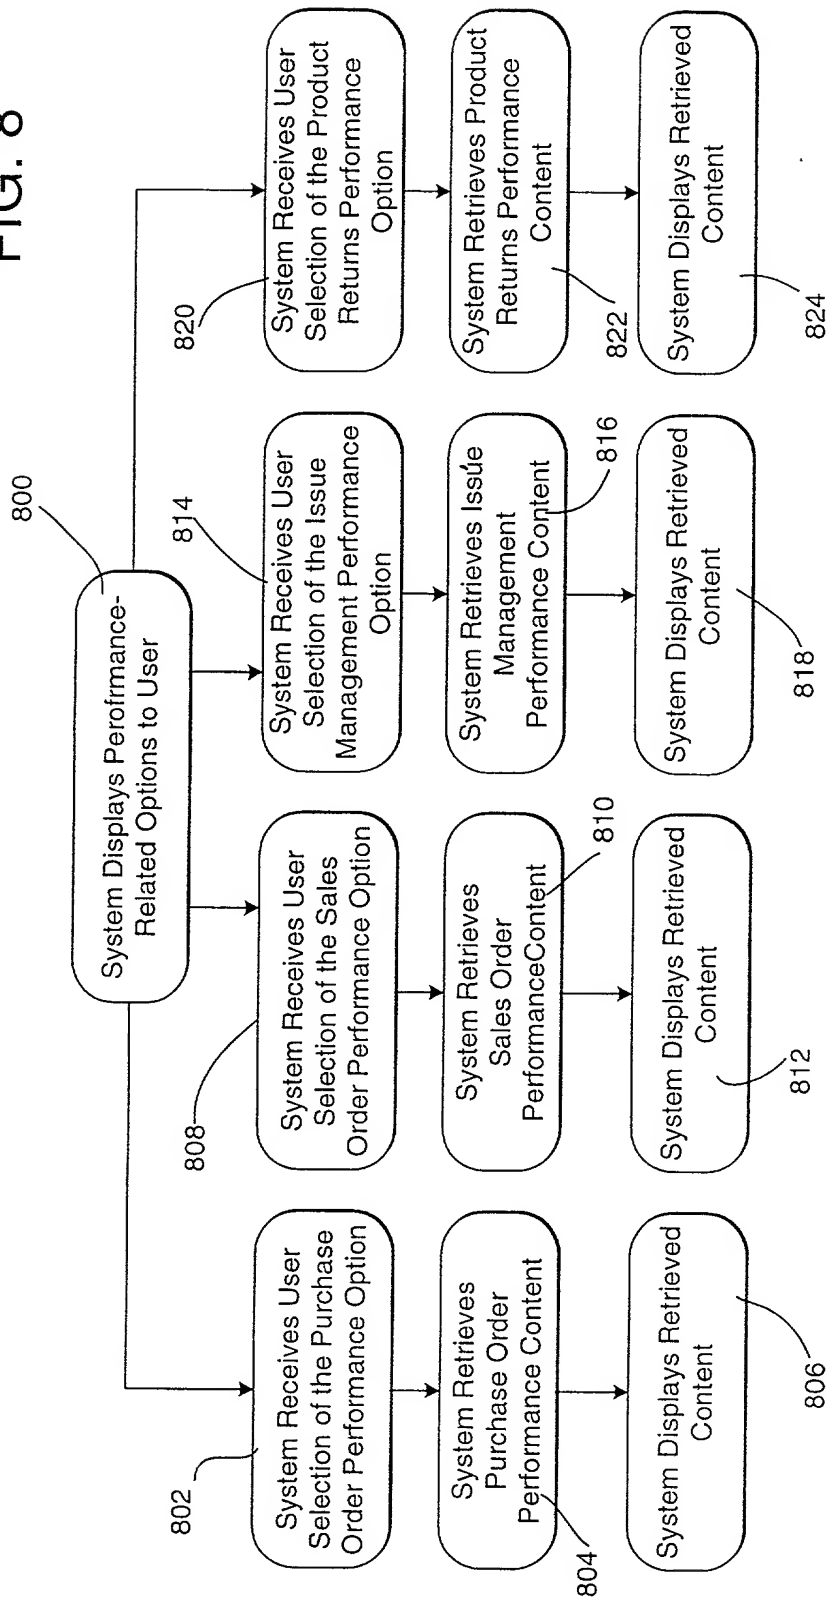 FIG. 8
800
System Displays Perofrmance-
Related Options to User
802
System Receives User
Selection of the Purchase
Order Performance Option
804
System Retrieves
Purchase Order
Performance Content
806
System Displays Retrieved
Content
808
System Receives User
Selection of the Sales
Order Performance Option
810
System Retrieves
Sales Order
PerformanceContent
812
System Displays Retrieved
Content
814
System Receives User
Selection of the Issue
Management Performance
Option
816
System Retrieves Issue
Management
Performance Content
818
System Displays Retrieved
Content
820
System Receives User
Selection of the Product
Returns Performance
Option
822
System Retrieves Product
Returns Performance
Content
824
System Displays Retrieved
Content